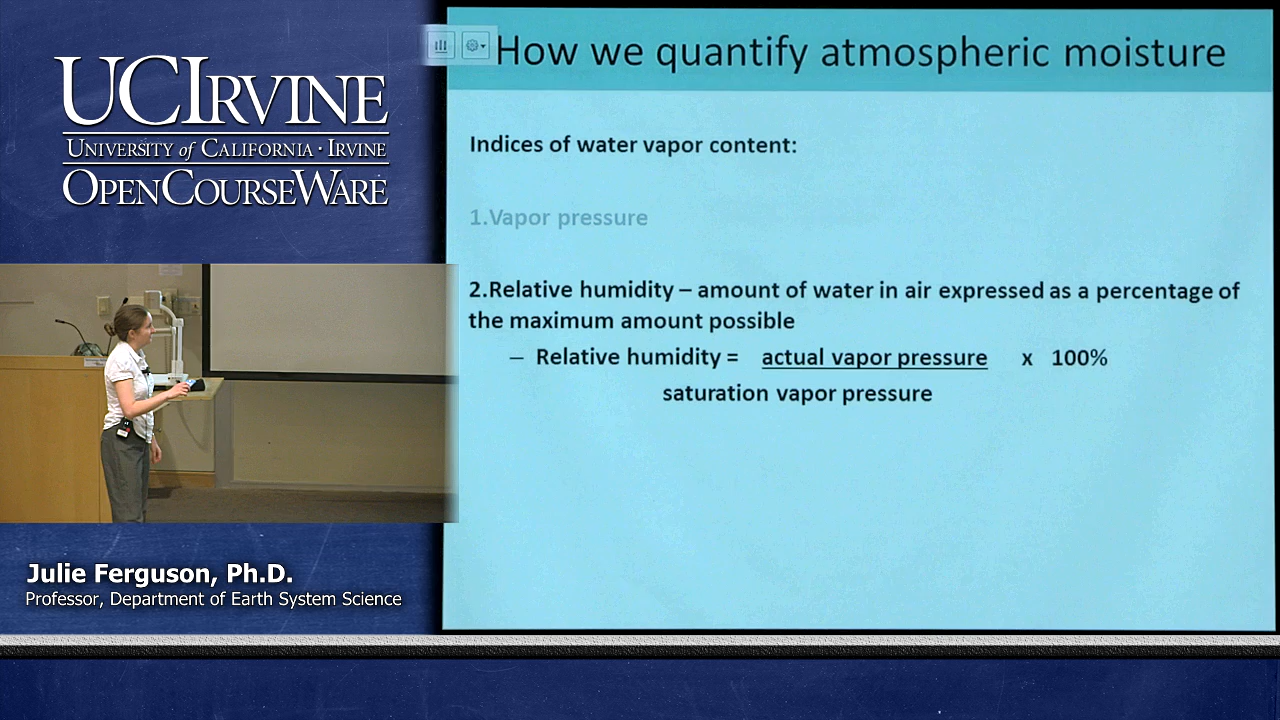 UCIRVINE
UNIVERSITY of CALIFORNIA · IRVINE
OPENCOURSEWARE
How we quantify atmospheric moisture
Indices of water vapor content:
1.Vapor pressure
2.Relative humidity – amount of water in air expressed as a percentage of
the maximum amount possible
– Relative humidity = actual vapor pressure x 100%
saturation vapor pressure
Julie Ferguson, Ph.D.
Professor, Department of Earth System Science